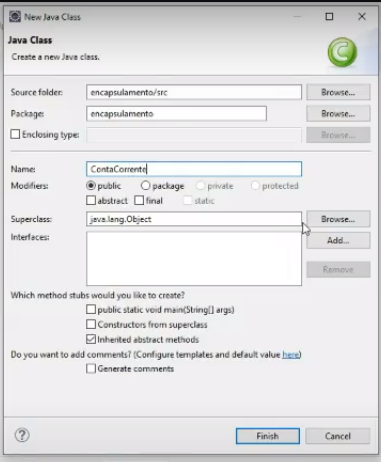 New Java Class
Java Class
Create a new Java class.
C
Source folder: encapsulamento/src Browse...
Package: encapsulamento Browse...
Enclosing type: Browse...
Name: ContaCorrente
Modifiers: public package private protected
abstract final static
Superclass: java.lang.Object Browse...
Interfaces: Add...
Remove
Which method stubs would you like to create?
public static void main(String[] args)
Constructors from superclass
Inherited abstract methods
Do you want to add comments? (Configure templates and default value here)
Generate comments
? Finish Cancel